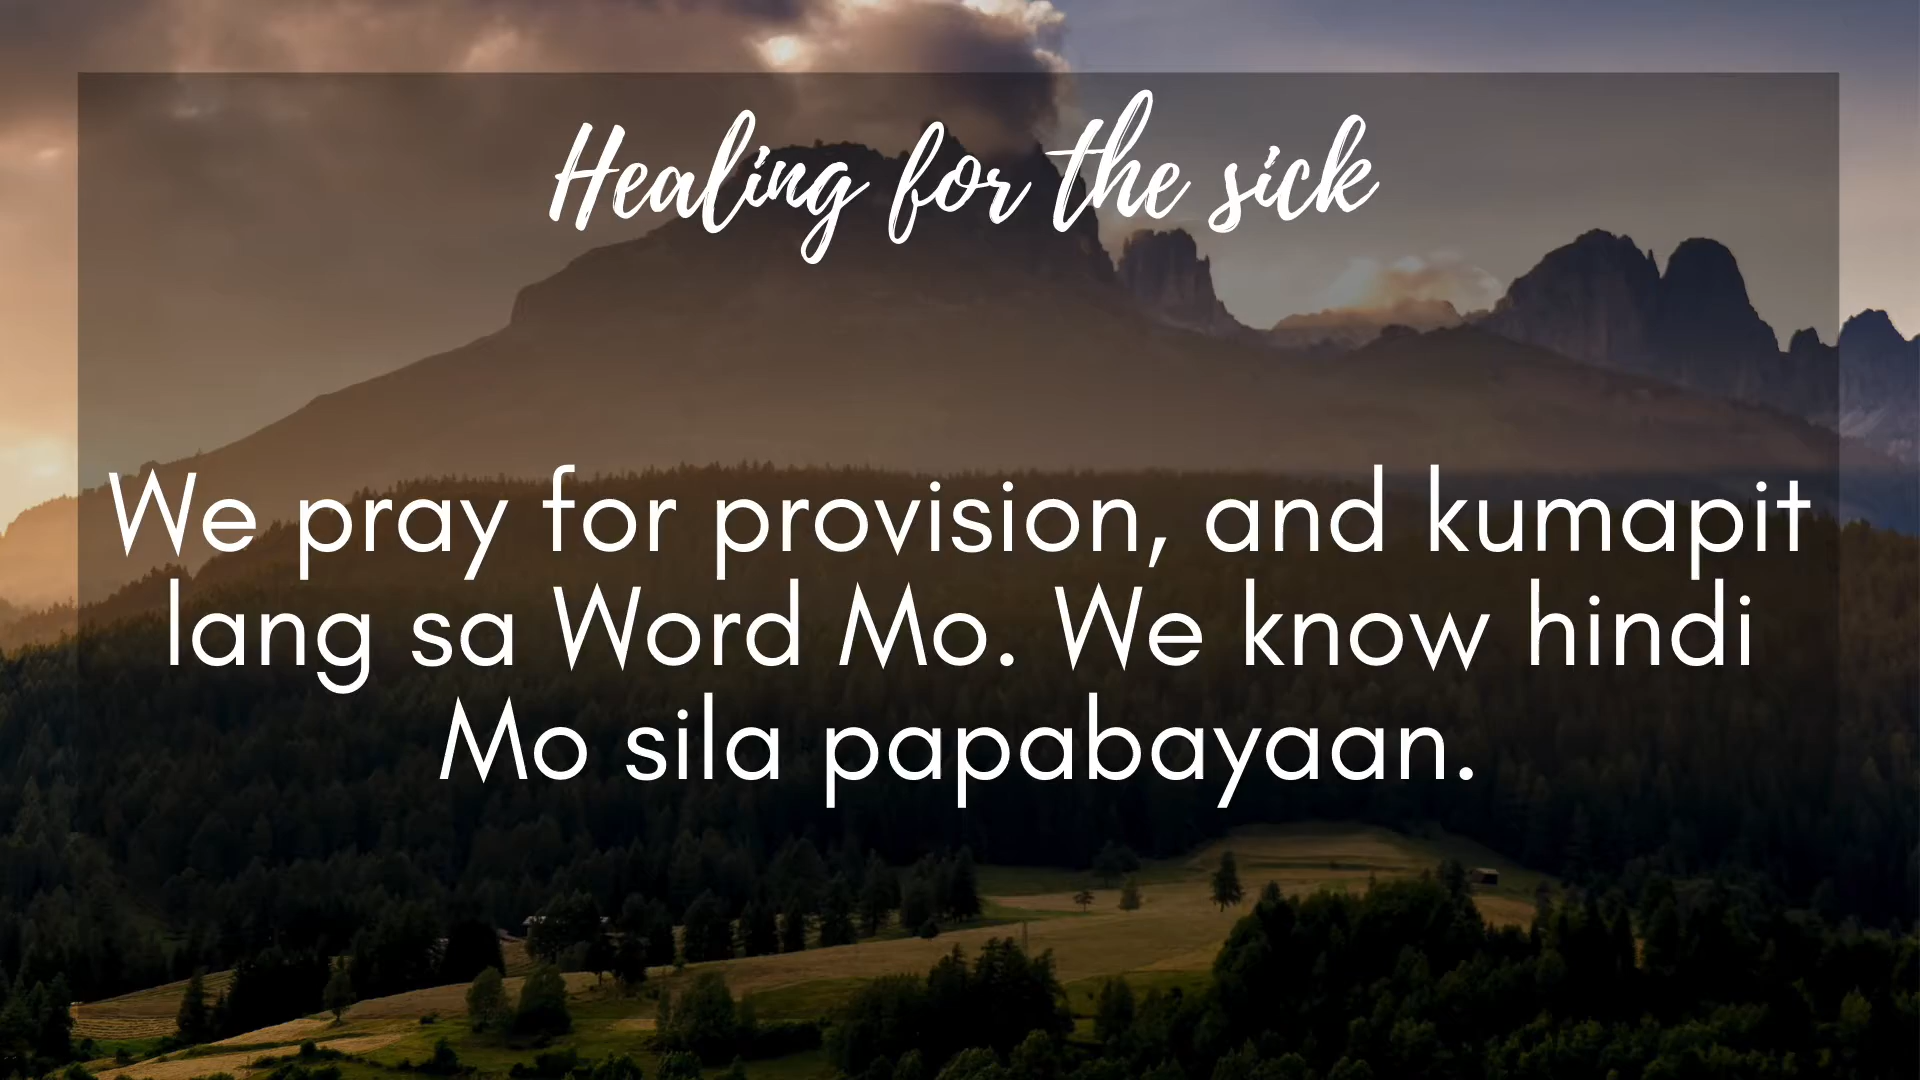 Healing for the sick
We pray for provision, and kumapit
lang sa Word Mo. We know hindi
Mo sila papabayaan.